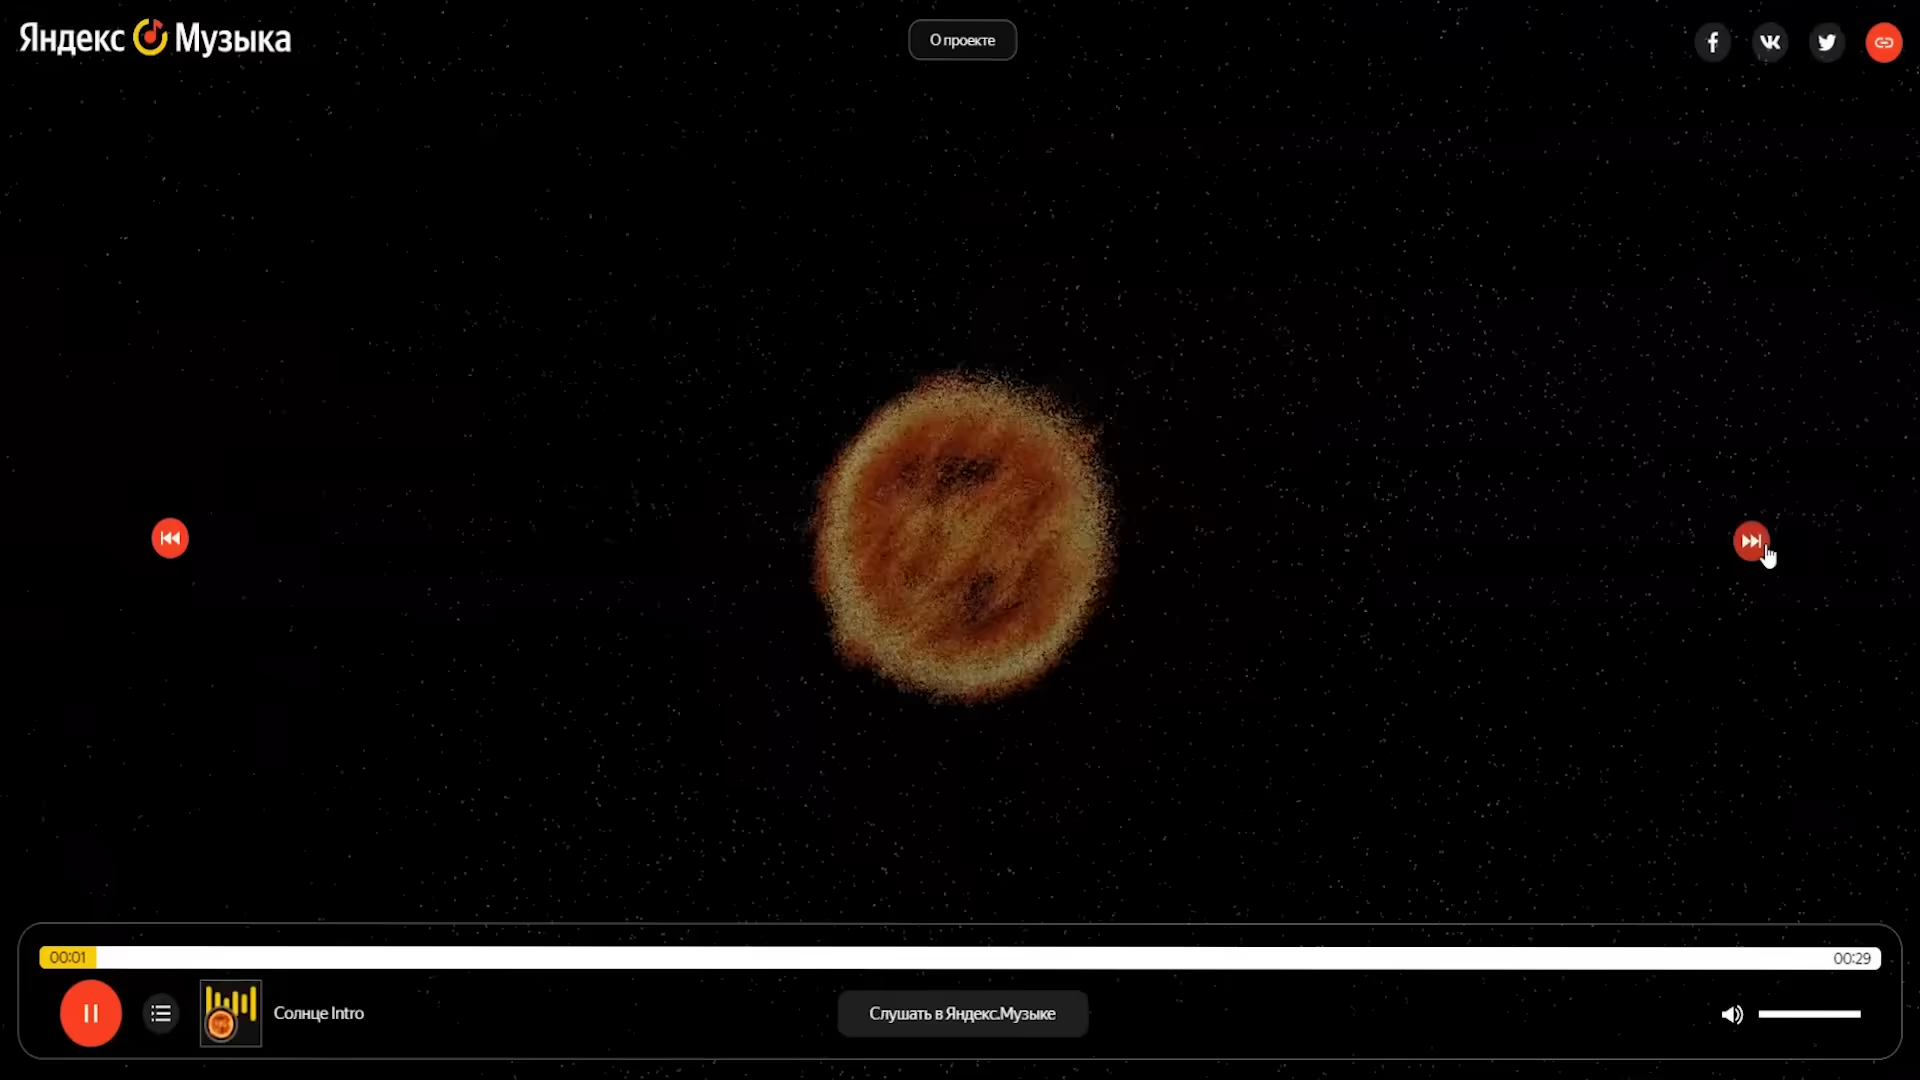 Яндекс Музыка
О проекте
00:01
00:29
Солнце Intro
Слушать в Яндекс.Музыке